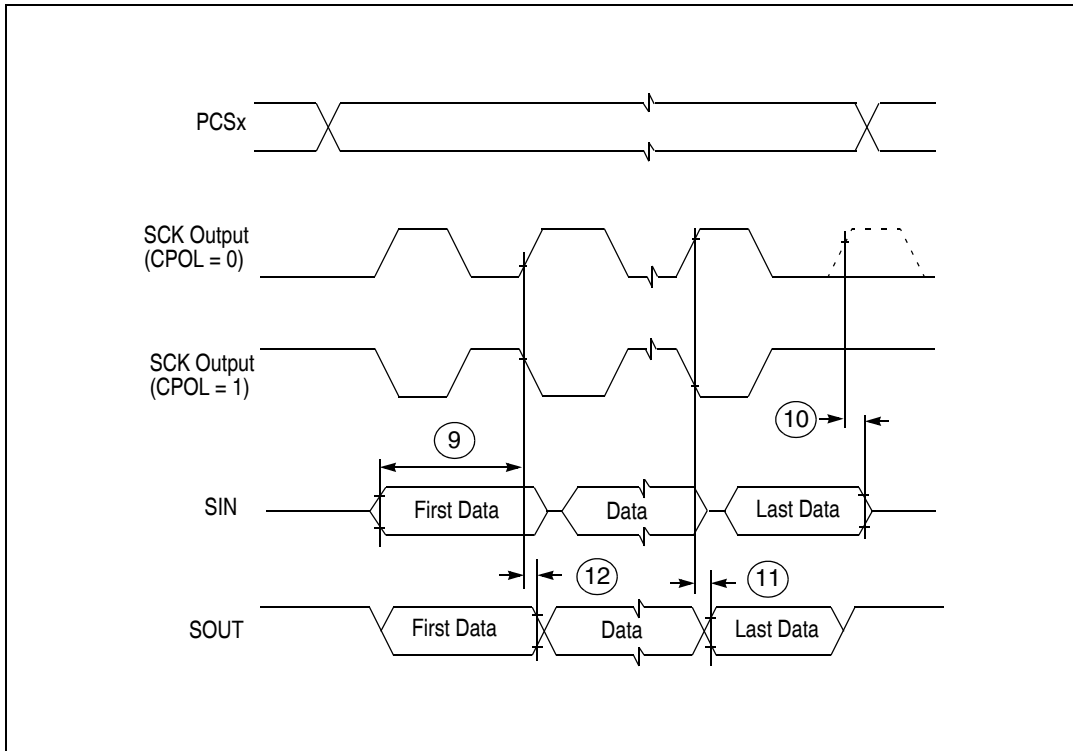 PCSx
SCK Output
(CPOL = 0)
SCK Output
(CPOL = 1)
10
9
SIN
First Data
Data
Last Data
12
11
SOUT
First Data
Data
Last Data